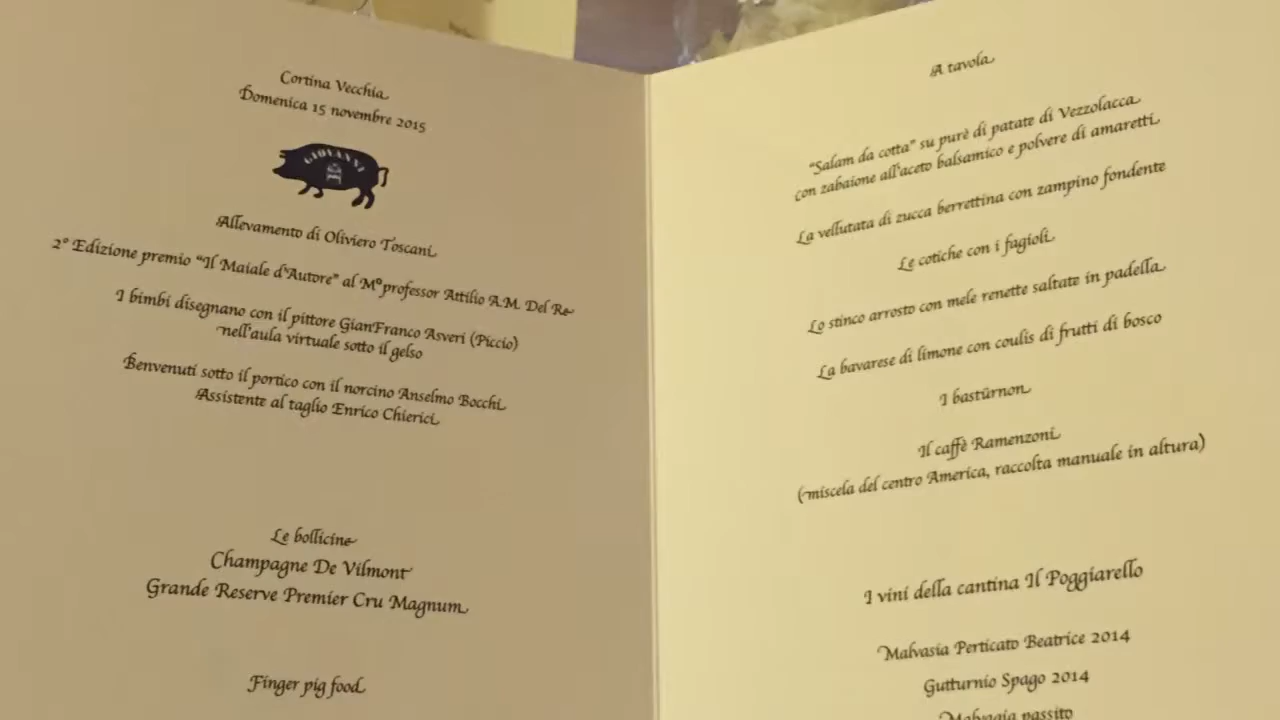 Cortina Vecchia
Domenica 15 novembre 2015
GIOVANNI
Allevamento di Oliviero Toscani
2° Edizione premio "Il Maiale d'Autore" al M° professor Attilio A.M. Del Re
I bimbi disegnano con il pittore GianFranco Asveri (Piccio)
nell'aula virtuale sotto il gelso
Benvenuti sotto il portico con il norcino Anselmo Bocchi
Assistente al taglio Enrico Chierici
Le bollicine
Champagne De Vilmont
Grande Reserve Premier Cru Magnum
Finger pig food
A tavola
"Salam da cotta" su purè di patate di Vezzolacca
con zabaione all'aceto balsamico e polvere di amaretti
La vellutata di zucca berrettina con zampino fondente
Le cotiche con i fagioli
Lo stinco arrosto con mele renette saltate in padella
La bavarese di limone con coulis di frutti di bosco
I bastürnon
Il caffè Ramenzoni
(miscela del centro America, raccolta manuale in altura)
I vini della cantina Il Poggiarello
Malvasia Perticato Beatrice 2014
Gutturnio Spago 2014
Malvasia passito